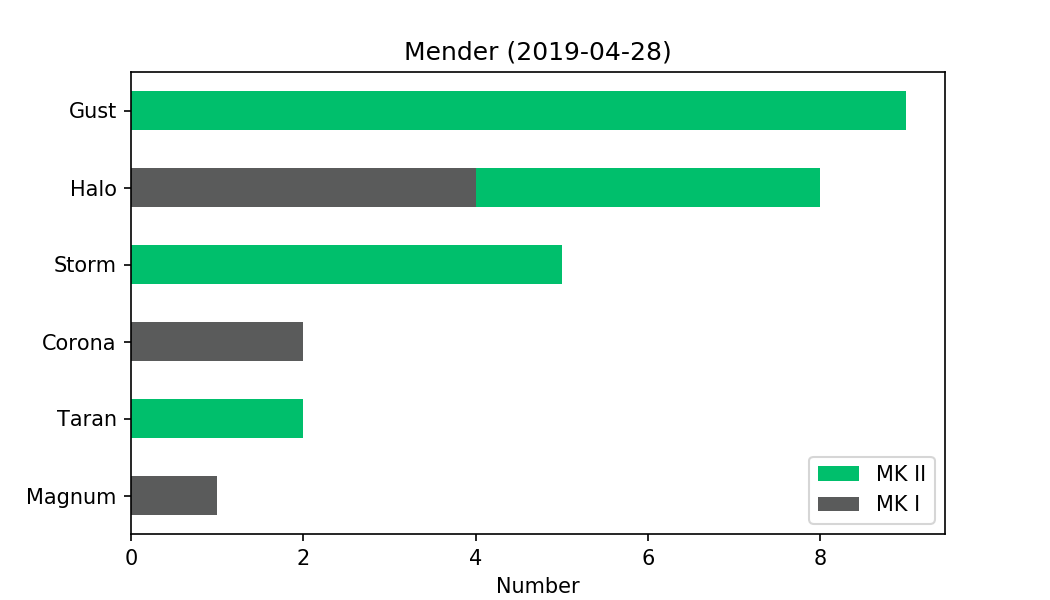 Mender (2019-04-28)
Gust
Halo
Storm
Corona
Taran
Magnum
MK II
MK I
0 2 4 6 8
Number